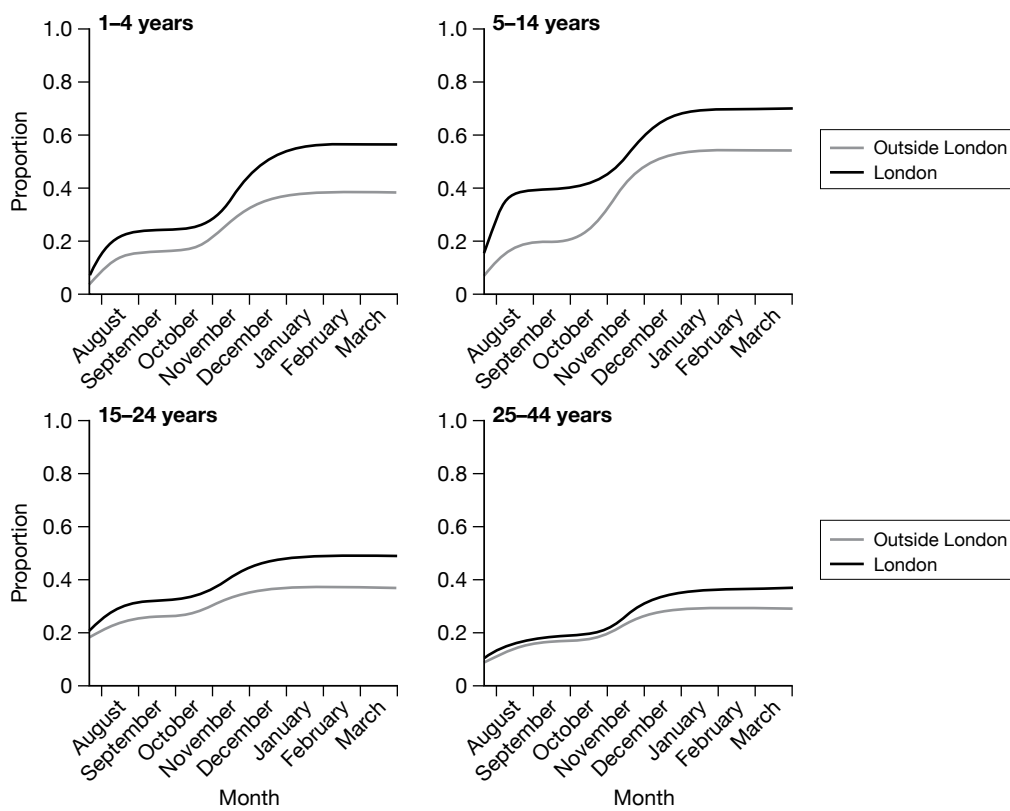 1–4 years
1.0
0.8
0.6
0.4
0.2
0
Proportion
August
September
October
November
December
January
February
March
5–14 years
1.0
0.8
0.6
0.4
0.2
0
August
September
October
November
December
January
February
March
Outside London
London
15–24 years
1.0
0.8
0.6
0.4
0.2
0
Proportion
August
September
October
November
December
January
February
March
Month
25–44 years
1.0
0.8
0.6
0.4
0.2
0
August
September
October
November
December
January
February
March
Month
Outside London
London